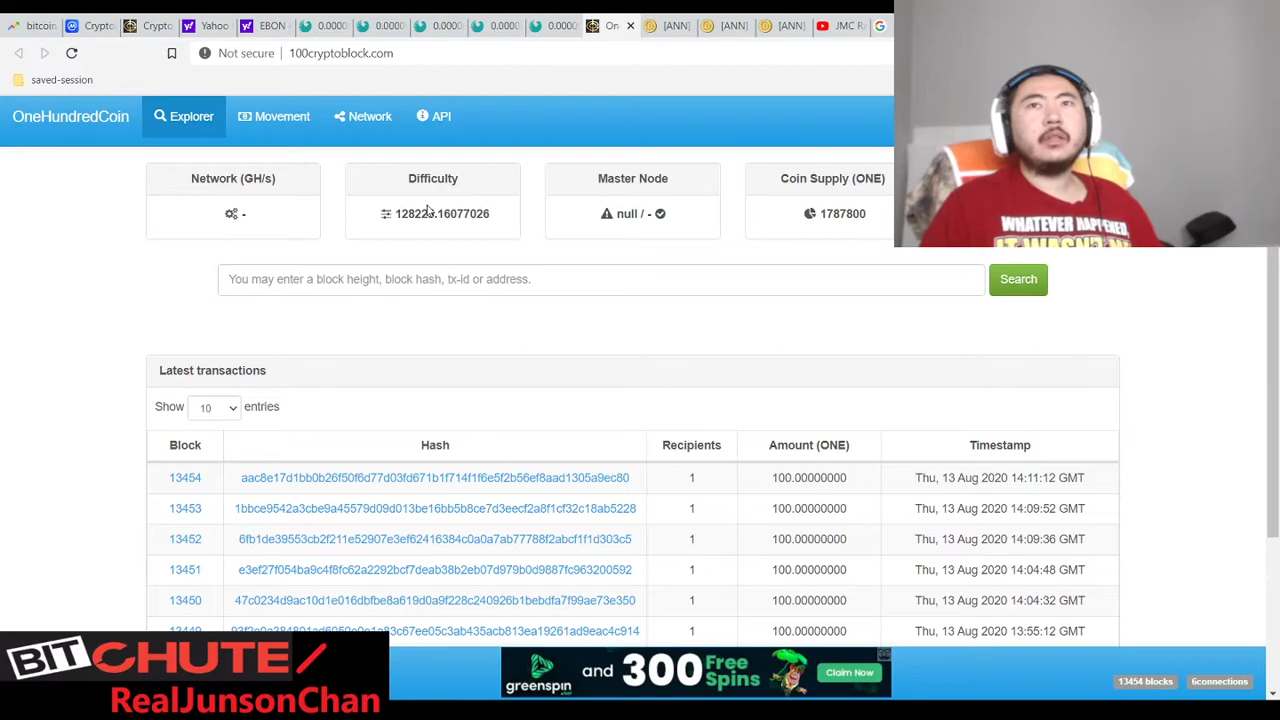 bitcoin
Crypto
Crypto
Yahoo
EBON
0.0000
0.0000
0.0000
0.0000
0.0000
On
[ANN]
[ANN]
[ANN]
JMC Ra
Not secure
100cryptoblock.com
saved-session
OneHundredCoin
Explorer
Movement
Network
API
Network (GH/s)
Difficulty
Master Node
Coin Supply (ONE)
-
null / -
1787800
WHATEVER HAPPENED,
You may enter a block height, block hash, tx-id or address.
Search
Latest transactions
Show 10 entries
Block Hash Recipients Amount (ONE) Timestamp
13454 aac8e17d1bb0b26f50f6d77d03fd671b1f714f1f6e5f2b56ef8aad1305a9ec80 1 100.00000000 Thu, 13 Aug 2020 14:11:12 GMT
13453 1bbce9542a3cbe9a45579d09d013be16bb5b8ce7d3eecf2a8f1cf32c18ab5228 1 100.00000000 Thu, 13 Aug 2020 14:09:52 GMT
13452 6fb1de39553cb2f211e52907e3ef62416384c0a0a7ab77788f2abcf1f1d303c5 1 100.00000000 Thu, 13 Aug 2020 14:09:36 GMT
13451 e3ef27f054ba9c4f8fc62a2292bcf7deab38b2eb07d979b0d9887fc963200592 1 100.00000000 Thu, 13 Aug 2020 14:04:48 GMT
13450 47c0234d9ac10d1e016dbfbe8a619d0a9f228c240926b1bebdfa7f99ae73e350 1 100.00000000 Thu, 13 Aug 2020 14:04:32 GMT
1 100.00000000 Thu, 13 Aug 2020 13:55:12 GMT
BITCHUTE
RealJunsonChan
greenspin
and 300 Free Spins
Claim Now
13454 blocks
6connections